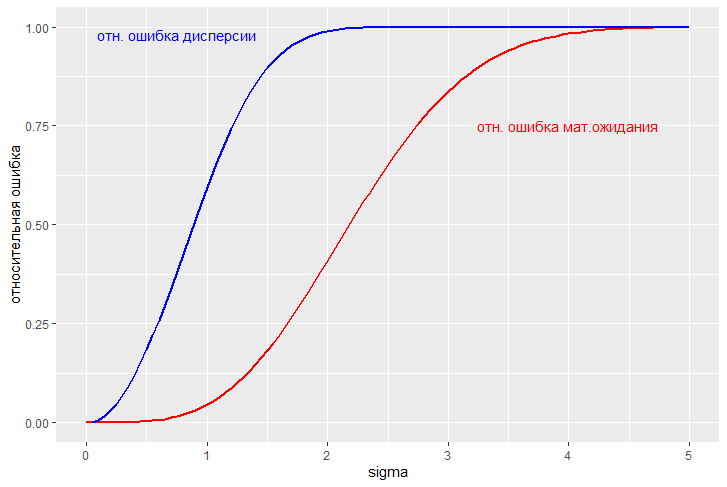 1.00
0.75
0.50
0.25
0.00
относительная ошибка
отн. ошибка дисперсии
отн. ошибка мат.ожидания
0 1 2 3 4 5
sigma